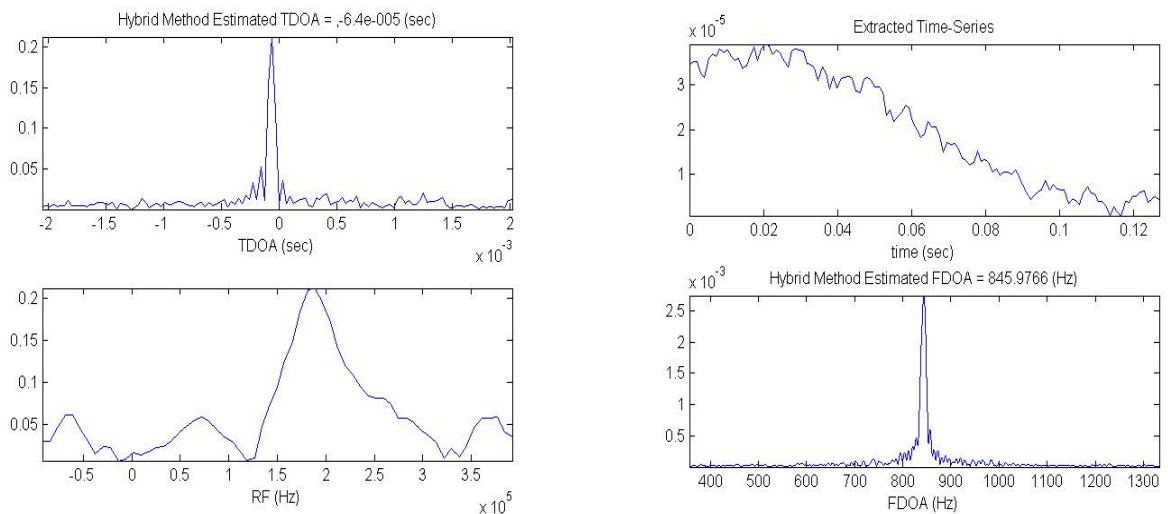 Hybrid Method Estimated TDOA = ,-6.4e-005 (sec)
0.2
0.15
0.1
0.05
-2 -1.5 -1 -0.5 0 0.5 1 1.5 2
TDOA (sec)
x 10^-3
0.2
0.15
0.1
0.05
-0.5 0 0.5 1 1.5 2 2.5 3 3.5
RF (Hz)
x 10^5
x 10^-5
Extracted Time-Series
3
2
1
0 0.02 0.04 0.06 0.08 0.1 0.12
time (sec)
x 10^-3
Hybrid Method Estimated FDOA = 845.9766 (Hz)
2.5
2
1.5
1
0.5
400 500 600 700 800 900 1000 1100 1200 1300
FDOA (Hz)